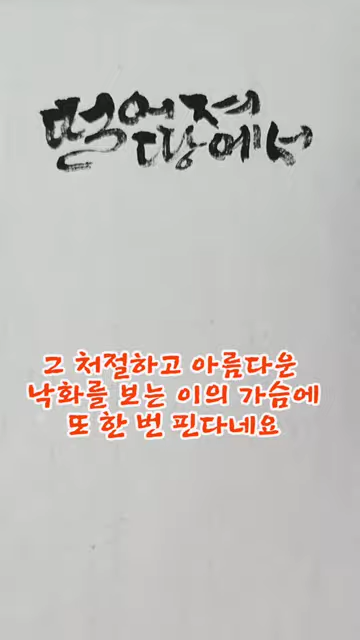 떨어져
땅에서
그 처절하고 아름다운
낙화를 보는 이의 가슴에
또 한 번 핀다네요